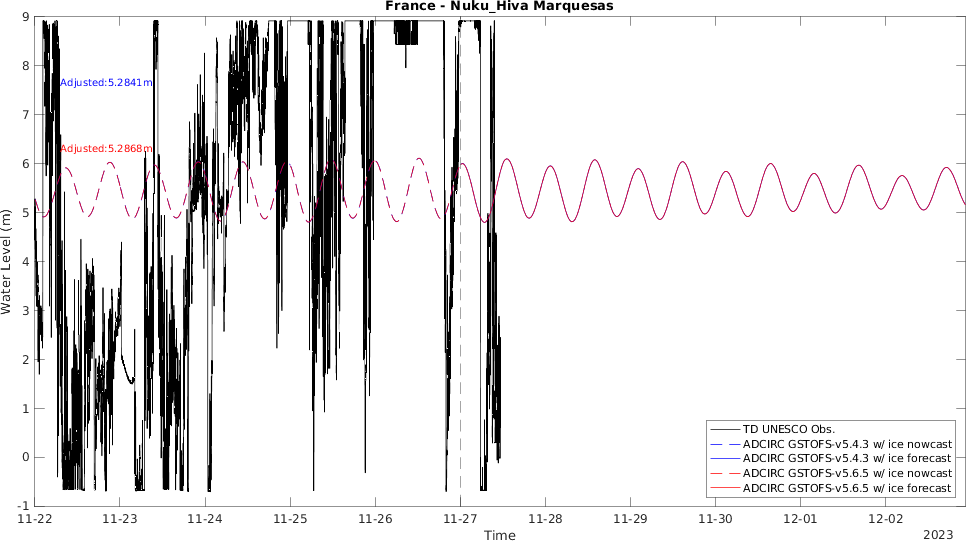 France - Nuku_Hiva Marquesas
9
8
7
6
5
4
3
2
1
0
-1
Water Level (m)
Adjusted:5.2841m
Adjusted:5.2868m
TD UNESCO Obs.
ADCIRC GSTOFS-v5.4.3 w/ ice nowcast
ADCIRC GSTOFS-v5.4.3 w/ ice forecast
ADCIRC GSTOFS-v5.6.5 w/ ice nowcast
ADCIRC GSTOFS-v5.6.5 w/ ice forecast
11-22 11-23 11-24 11-25 11-26 11-27 11-28 11-29 11-30 12-01 12-02
Time
2023